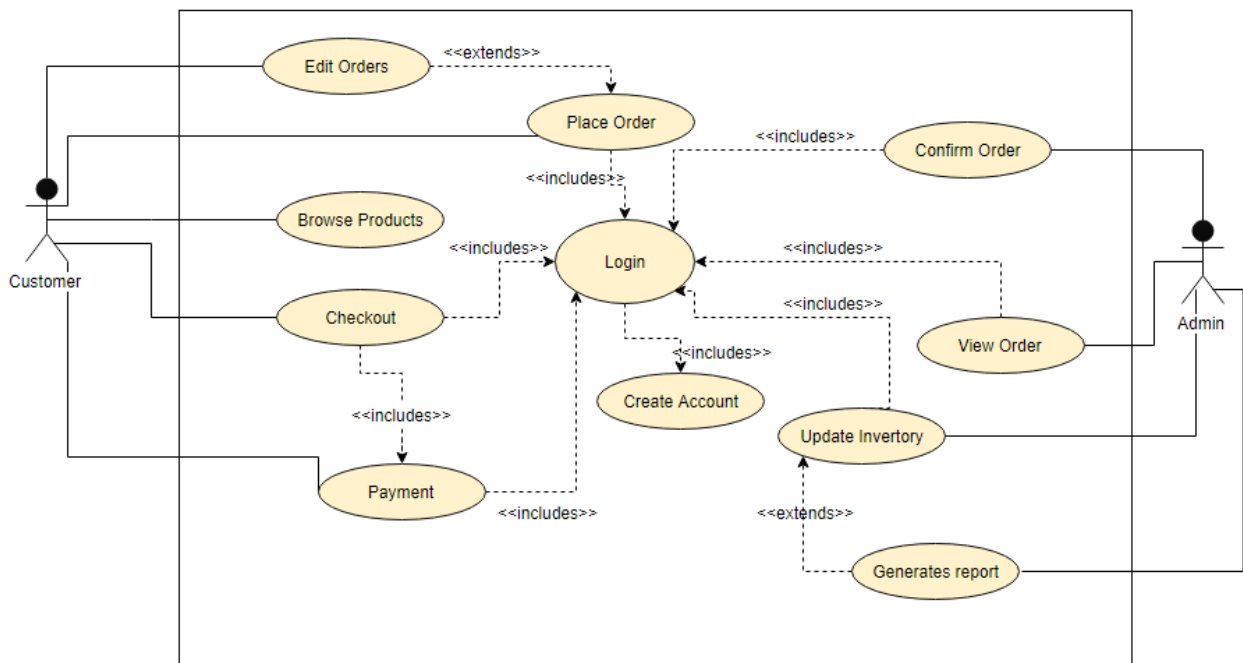 <<extends>>
Edit Orders
Place Order
<<includes>>
Confirm Order
<<includes>>
Browse Products
<<includes>>
<<includes>>
Login
Customer
<<includes>>
Checkout
Admin
<<includes>>
View Order
Create Account
<<includes>>
Update Invertory
Payment
<<includes>>
<<extends>>
Generates report